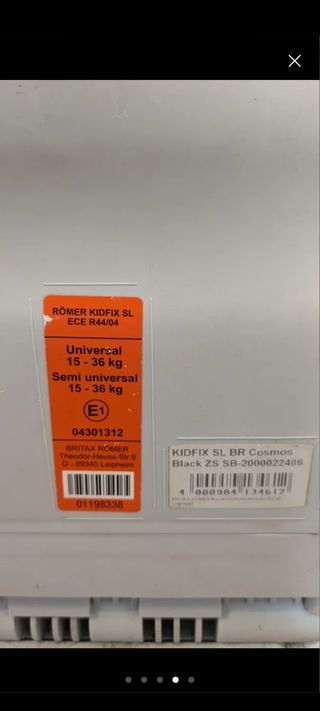 RÖMER KIDFIX SL
ECE R44/04
Universal
15 - 36 kg
Semi universal
15 - 36 kg
E1
04301312
BRITAX RÖMER
Theodor-Heuss-Str.9
D - 89340 Leipheim
01198338
KIDFIX SL BR Cosmos
Black ZS SB-2000022486
4 000984 134612